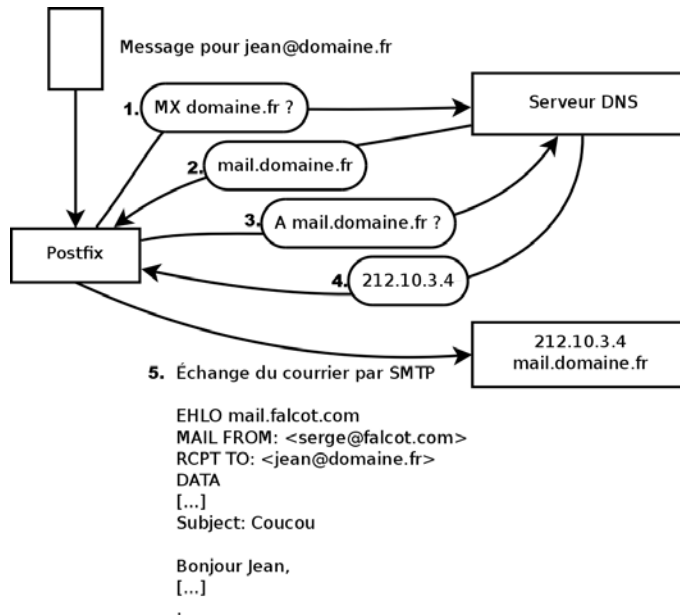 Message pour jean@domaine.fr
1. MX domaine.fr ?
Serveur DNS
2. mail.domaine.fr
3. A mail.domaine.fr ?
Postfix
4. 212.10.3.4
212.10.3.4
mail.domaine.fr
5. Échange du courrier par SMTP
EHLO mail.falcot.com
MAIL FROM: <serge@falcot.com>
RCPT TO: <jean@domaine.fr>
DATA
[...]
Subject: Coucou
Bonjour Jean,
[...]
.